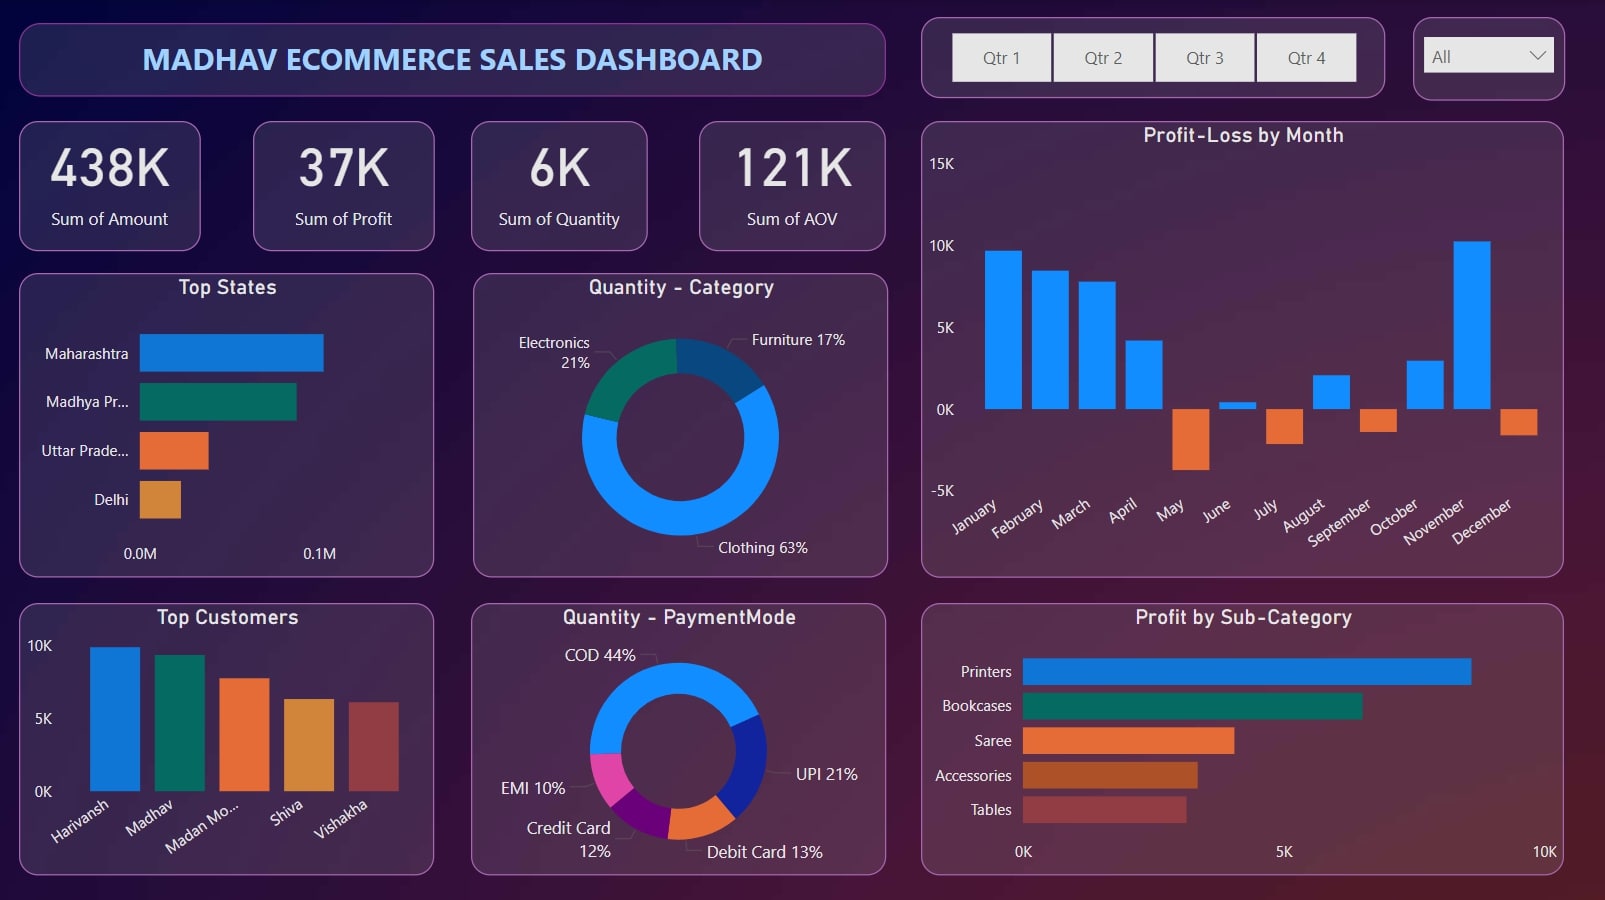 MADHAV ECOMMERCE SALES DASHBOARD
Qtr 1
Qtr 2
Qtr 3
Qtr 4
All
438K
Sum of Amount
37K
Sum of Profit
6K
Sum of Quantity
121K
Sum of AOV
Profit-Loss by Month
15K
10K
5K
0K
-5K
January
February
March
April
May
June
July
August
September
October
November
December
Top States
Maharashtra
Madhya Pr...
Uttar Prade...
Delhi
0.0M
0.1M
Quantity - Category
Electronics
21%
Furniture 17%
Clothing 63%
Top Customers
10K
5K
0K
Harivansh
Madhav
Madan Mo...
Shiva
Vishakha
Quantity - PaymentMode
COD 44%
UPI 21%
EMI 10%
Credit Card
12%
Debit Card 13%
Profit by Sub-Category
Printers
Bookcases
Saree
Accessories
Tables
0K
5K
10K